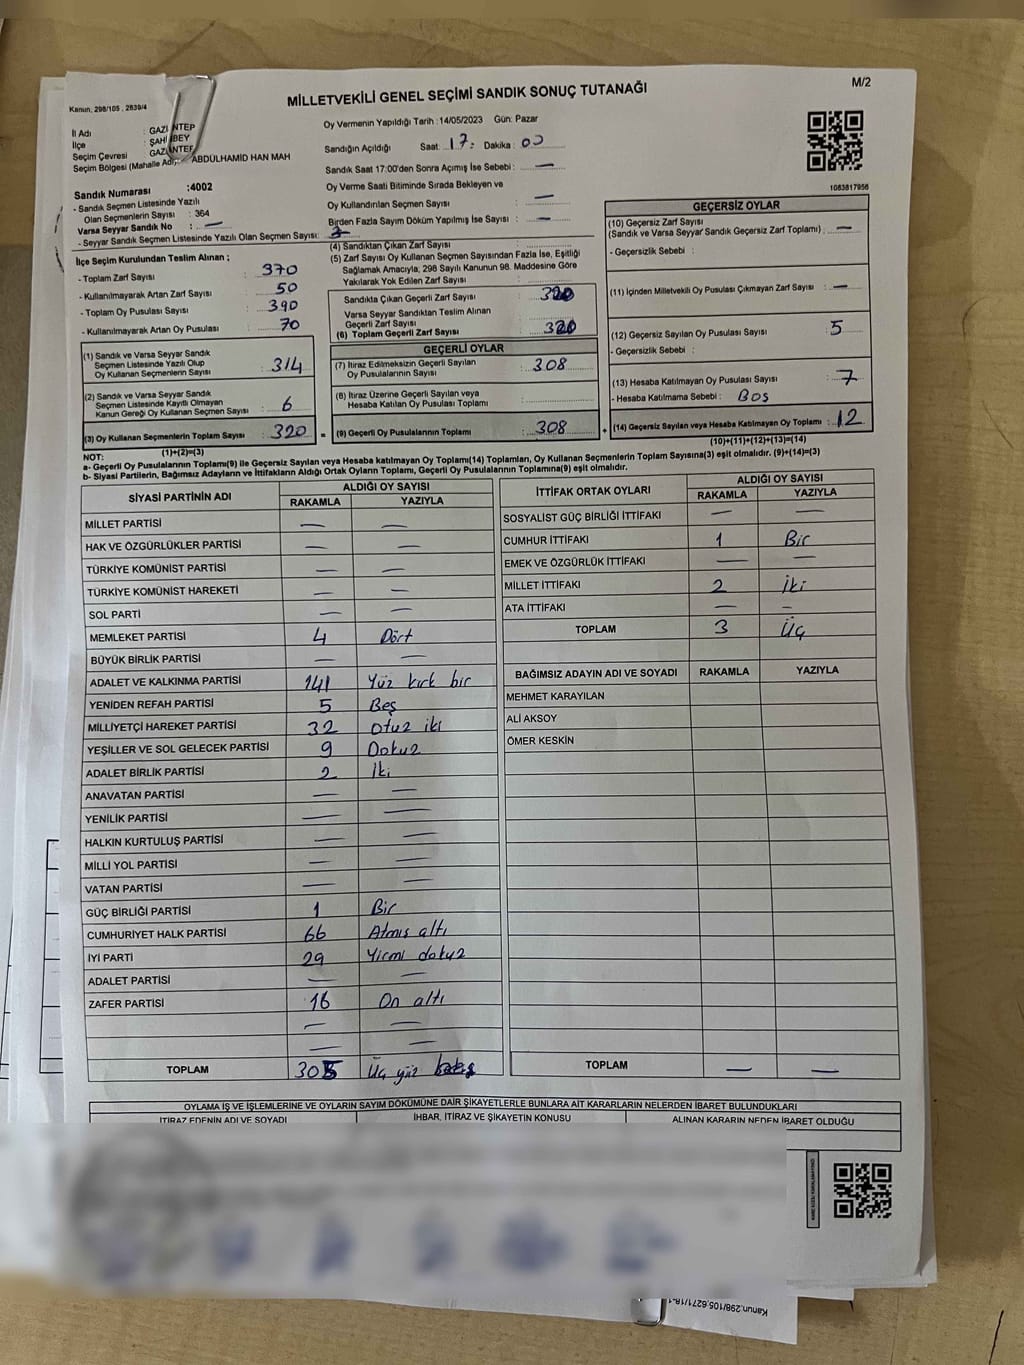 M/2
Kanun. 298/105 . 2839/4
MİLLETVEKİLİ GENEL SEÇİMİ SANDIK SONUÇ TUTANAĞI
İl Adı : GAZİANTEP
İlçe : ŞAHİNBEY
Seçim Çevresi : GAZİANTEP
Seçim Bölgesi (Mahalle Adı): ABDÜLHAMİD HAN MAH
Oy Vermenin Yapıldığı Tarih :14/05/2023 Gün: Pazar
Sandığın Açıldığı Saat: 17: Dakika: 00
Sandık Saat 17:00'den Sonra Açımış İse Sebebi : —
Oy Verme Saati Bitiminde Sırada Bekleyen ve
Oy Kullandırılan Seçmen Sayısı —
Birden Fazla Sayım Döküm Yapılmış İse Sayısı : —
Sandık Numarası :4002
- Sandık Seçmen Listesinde Yazılı
Olan Seçmenlerin Sayısı : 364
Varsa Seyyar Sandık No : —
- Seyyar Sandık Seçmen Listesinde Yazılı Olan Seçmen Sayısı:
İlçe Seçim Kurulundan Teslim Alınan ;
- Toplam Zarf Sayısı 370
- Kullanılmayarak Artan Zarf Sayısı 50
- Toplam Oy Pusulası Sayısı : 390
- Kullanılmayarak Artan Oy Pusulası : 70
(1) Sandık ve Varsa Seyyar Sandık
Seçmen Listesinde Yazılı Olup
Oy Kullanan Seçmenlerin Sayısı : 314
(2) Sandık ve Varsa Seyyar Sandık
Seçmen Listesinde Kayıtlı Olmayan
Kanun Gereği Oy Kullanan Seçmen Sayısı : 6
(3) Oy Kullanan Seçmenlerin Toplam Sayısı : 320
(1)+(2)=(3)
(4) Sandıktan Çıkan Zarf Sayısı
(5) Zarf Sayısı Oy Kullanan Seçmen Sayısından Fazla İse, Eşitliği
Sağlamak Amacıyla, 298 Sayılı Kanunun 98. Maddesine Göre
Yakılarak Yok Edilen Zarf Sayısı :
Sandıkta Çıkan Geçerli Zarf Sayısı : 320
Varsa Seyyar Sandıktan Teslim Alınan
Geçerli Zarf Sayısı
(6) Toplam Geçerli Zarf Sayısı : 320
GEÇERLİ OYLAR
(7) İtiraz Edilmeksizin Geçerli Sayılan
Oy Pusulalarının Sayısı : 308
(8) İtiraz Üzerine Geçerli Sayılan veya
Hesaba Katılan Oy Pusulası Toplamı :
= (9) Geçerli Oy Pusulalarının Toplamı 308 +
GEÇERSİZ OYLAR
(10) Geçersiz Zarf Sayısı
(Sandık ve Varsa Seyyar Sandık Geçersiz Zarf Toplamı) : —
- Geçersizlik Sebebi :
(11) İçinden Milletvekili Oy Pusulası Çıkmayan Zarf Sayısı : —
(12) Geçersiz Sayılan Oy Pusulası Sayısı : 5
- Geçersizlik Sebebi :
(13) Hesaba Katılmayan Oy Pusulası Sayısı : 7
- Hesaba Katılmama Sebebi : Boş
(14) Geçersiz Sayılan veya Hesaba Katılmayan Oy Toplamı : 12
(10)+(11)+(12)+(13)=(14)
NOT:
a- Geçerli Oy Pusulalarının Toplamı(9) ile Geçersiz Sayılan veya Hesaba Katılmayan Oy Toplamı(14) Toplamları, Oy Kullanan Seçmenlerin Toplam Sayısına(3) eşit olmalıdır. (9)+(14)=(3)
b- Siyasi Partilerin, Bağımsız Adayların ve İttifakların Aldığı Ortak Oyların Toplamı, Geçerli Oy Pusulalarının Toplamına(9) eşit olmalıdır.
SİYASİ PARTİNİN ADI ALDIĞI OY SAYISI
RAKAMLA YAZIYLA
MİLLET PARTİSİ — —
HAK VE ÖZGÜRLÜKLER PARTİSİ — —
TÜRKİYE KOMÜNİST PARTİSİ — —
TÜRKİYE KOMÜNİST HAREKETİ — —
SOL PARTİ — —
MEMLEKET PARTİSİ 4 Dört
BÜYÜK BİRLİK PARTİSİ — —
ADALET VE KALKINMA PARTİSİ 141 Yüz kırk bir
YENİDEN REFAH PARTİSİ 5 Beş
MİLLİYETÇİ HAREKET PARTİSİ 32 Otuz iki
YEŞİLLER VE SOL GELECEK PARTİSİ 9 Dokuz
ADALET BİRLİK PARTİSİ 2 İki
ANAVATAN PARTİSİ — —
YENİLİK PARTİSİ — —
HALKIN KURTULUŞ PARTİSİ — —
MİLLİ YOL PARTİSİ — —
VATAN PARTİSİ — —
GÜÇ BİRLİĞİ PARTİSİ 1 Bir
CUMHURİYET HALK PARTİSİ 66 Atmış altı
İYİ PARTİ 29 Yirmi dokuz
ADALET PARTİSİ — —
ZAFER PARTİSİ 16 On altı
— —
— —
TOPLAM 305 Üç yüz beş
İTTİFAK ORTAK OYLARI ALDIĞI OY SAYISI
RAKAMLA YAZIYLA
SOSYALİST GÜÇ BİRLİĞİ İTTİFAKI — —
CUMHUR İTTİFAKI 1 Bir
EMEK VE ÖZGÜRLÜK İTTİFAKI — —
MİLLET İTTİFAKI 2 İki
ATA İTTİFAKI — —
TOPLAM 3 Üç
BAĞIMSIZ ADAYIN ADI VE SOYADI RAKAMLA YAZIYLA
MEHMET KARAYILAN
ALİ AKSOY
ÖMER KESKİN
TOPLAM — —
OYLAMA İŞ VE İŞLEMLERİNE VE OYLARIN SAYIM DÖKÜMÜNE DAİR ŞİKAYETLERLE BUNLARA AİT KARARLARIN NELERDEN İBARET BULUNDUKLARI
İTİRAZ EDENİN ADI VE SOYADI İHBAR, İTİRAZ VE ŞİKAYETİN KONUSU ALINAN KARARIN NEDEN İBARET OLDUĞU